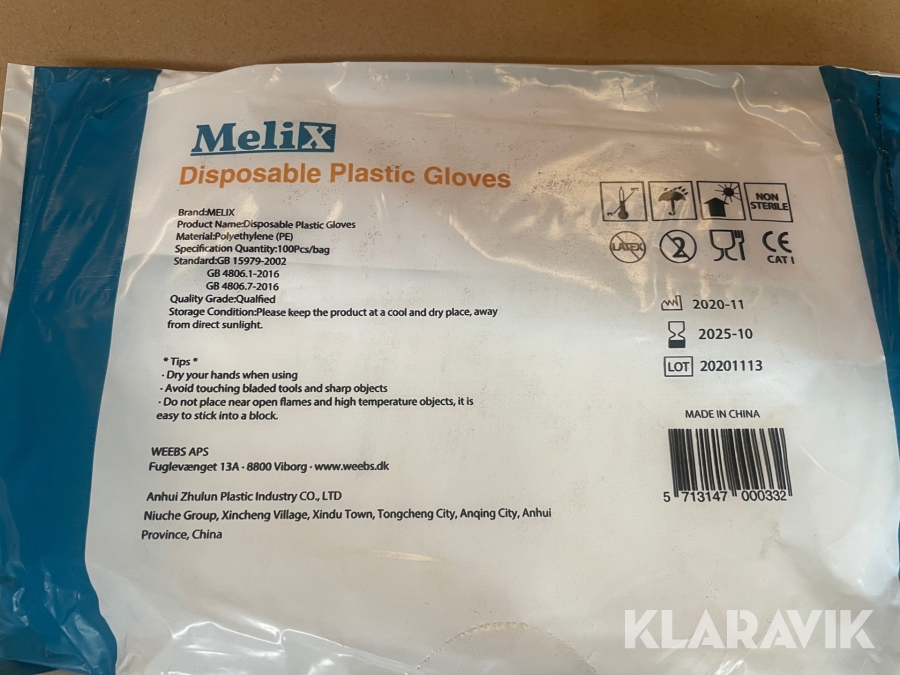 MeliX
Disposable Plastic Gloves
Brand:MELIX
Product Name:Disposable Plastic Gloves
Material:Polyethylene (PE)
Specification Quantity:100Pcs/bag
Standard:GB 15979-2002
GB 4806.1-2016
GB 4806.7-2016
Quality Grade:Qualfied
Storage Condition:Please keep the product at a cool and dry place, away
from direct sunlight.
* Tips *
· Dry your hands when using
· Avoid touching bladed tools and sharp objects
· Do not place near open flames and high temperature objects, it is
easy to stick into a block.
WEEBS APS
Fuglevænget 13A · 8800 Viborg · www.weebs.dk
Anhui Zhulun Plastic Industry CO., LTD
Niuche Group, Xincheng Village, Xindu Town, Tongcheng City, Anqing City, Anhui
Province, China
NON
STERILE
LATEX
2
CE
CAT I
2020-11
2025-10
LOT 20201113
MADE IN CHINA
5 713147 000332
KLARAVIK